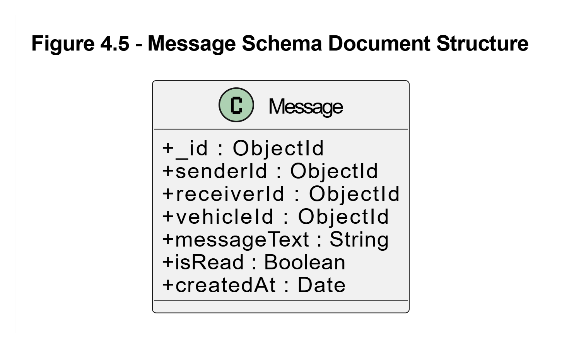 Figure 4.5 - Message Schema Document Structure
C Message
+_id : ObjectId
+senderId : ObjectId
+receiverId : ObjectId
+vehicleId : ObjectId
+messageText : String
+isRead : Boolean
+createdAt : Date